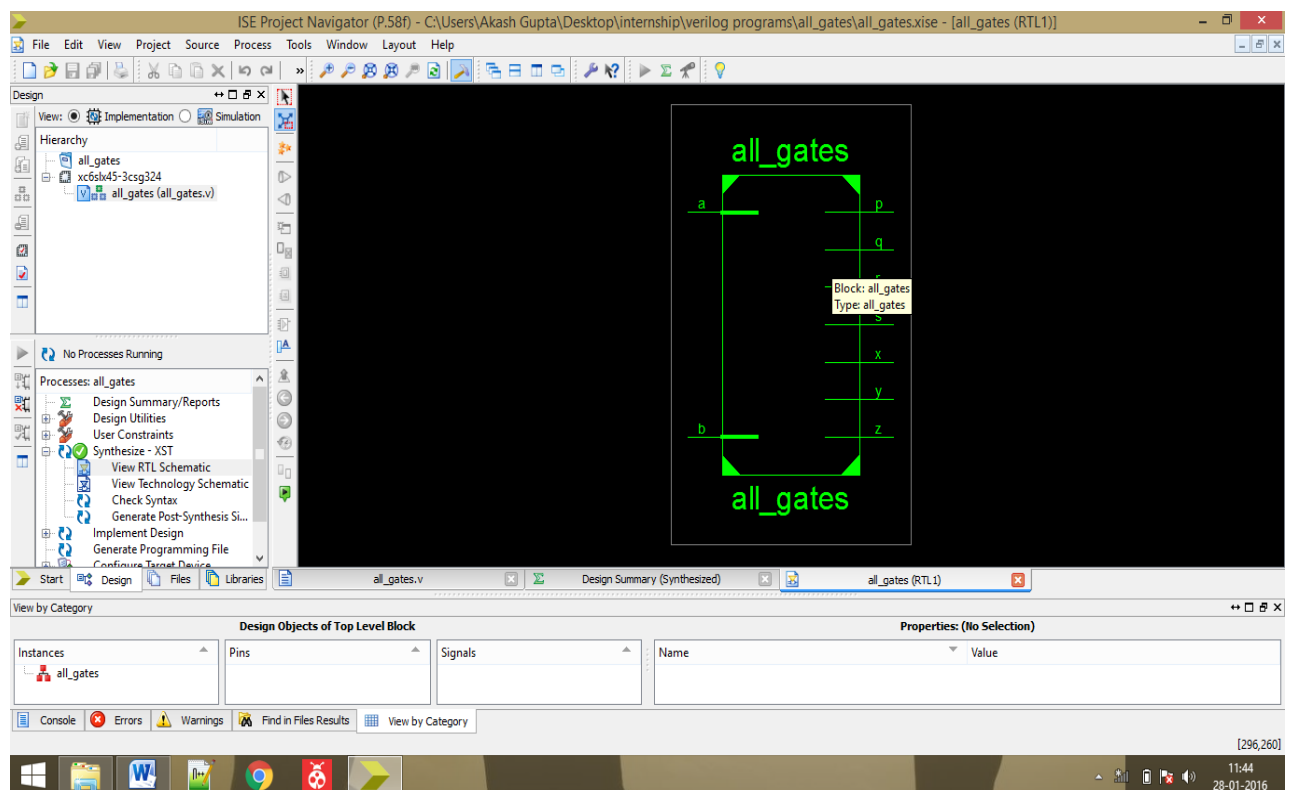 ISE Project Navigator (P.58f) - C:\Users\Akash Gupta\Desktop\internship\verilog programs\all_gates\all_gates.xise - [all_gates (RTL1)]
File Edit View Project Source Process Tools Window Layout Help
Design
View: Implementation Simulation
Hierarchy
all_gates
xc6slx45-3csg324
all_gates (all_gates.v)
No Processes Running
Processes: all_gates
Design Summary/Reports
Design Utilities
User Constraints
Synthesize - XST
View RTL Schematic
View Technology Schematic
Check Syntax
Generate Post-Synthesis Si...
Implement Design
Generate Programming File
Configure Target Device
Start Design Files Libraries
all_gates
a p
q
Block: all_gates
Type: all_gates
s
x
y
b z
all_gates
all_gates.v Design Summary (Synthesized) all_gates (RTL1)
View by Category
Design Objects of Top Level Block Properties: (No Selection)
Instances Pins Signals Name Value
all_gates
Console Errors Warnings Find in Files Results View by Category
[296,260]
11:44
28-01-2016